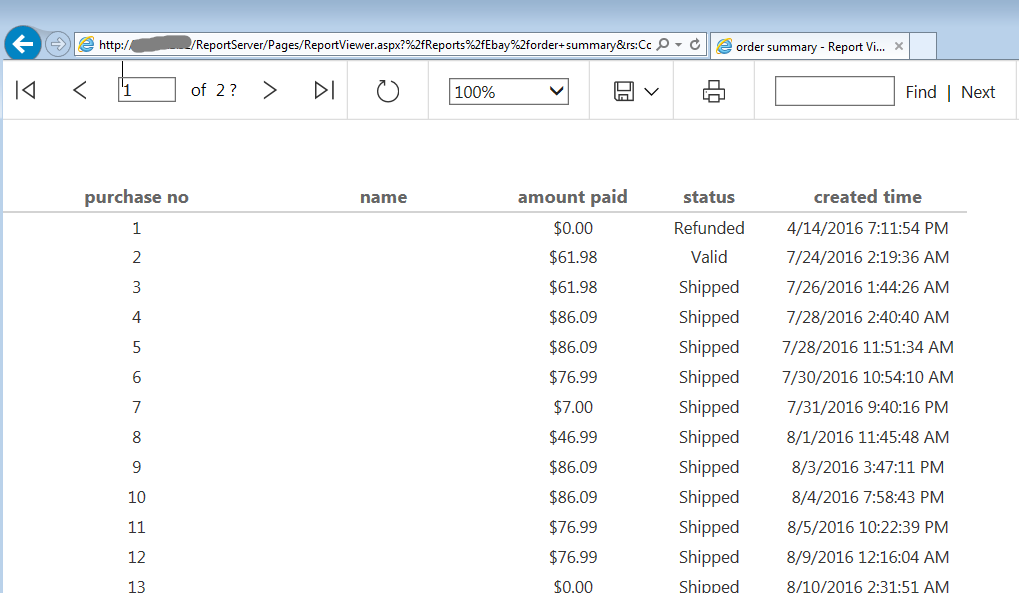 http://
/ReportServer/Pages/ReportViewer.aspx?%2fReports%2fEbay%2forder+summary&rs:Cc
order summary - Report Vi...
1 of 2 ? 100% Find | Next
purchase no name amount paid status created time
1 $0.00 Refunded 4/14/2016 7:11:54 PM
2 $61.98 Valid 7/24/2016 2:19:36 AM
3 $61.98 Shipped 7/26/2016 1:44:26 AM
4 $86.09 Shipped 7/28/2016 2:40:40 AM
5 $86.09 Shipped 7/28/2016 11:51:34 AM
6 $76.99 Shipped 7/30/2016 10:54:10 AM
7 $7.00 Shipped 7/31/2016 9:40:16 PM
8 $46.99 Shipped 8/1/2016 11:45:48 AM
9 $86.09 Shipped 8/3/2016 3:47:11 PM
10 $86.09 Shipped 8/4/2016 7:58:43 PM
11 $76.99 Shipped 8/5/2016 10:22:39 PM
12 $76.99 Shipped 8/9/2016 12:16:04 AM
13 $0.00 Shipped 8/10/2016 2:31:51 AM